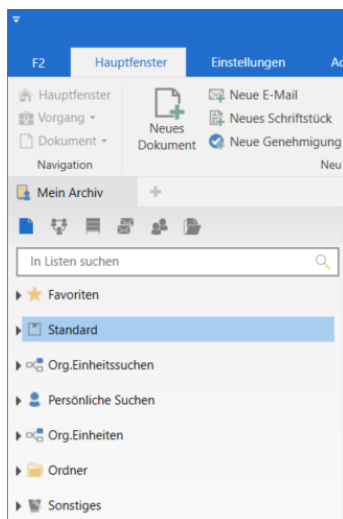 F2 Hauptfenster Einstellungen
Hauptfenster
Vorgang
Dokument
Navigation
Neues
Dokument
Neue E-Mail
Neues Schriftstück
Neue Genehmigung
Neu
Mein Archiv +
In Listen suchen
Favoriten
Standard
Org.Einheitssuchen
Persönliche Suchen
Org.Einheiten
Ordner
Sonstiges